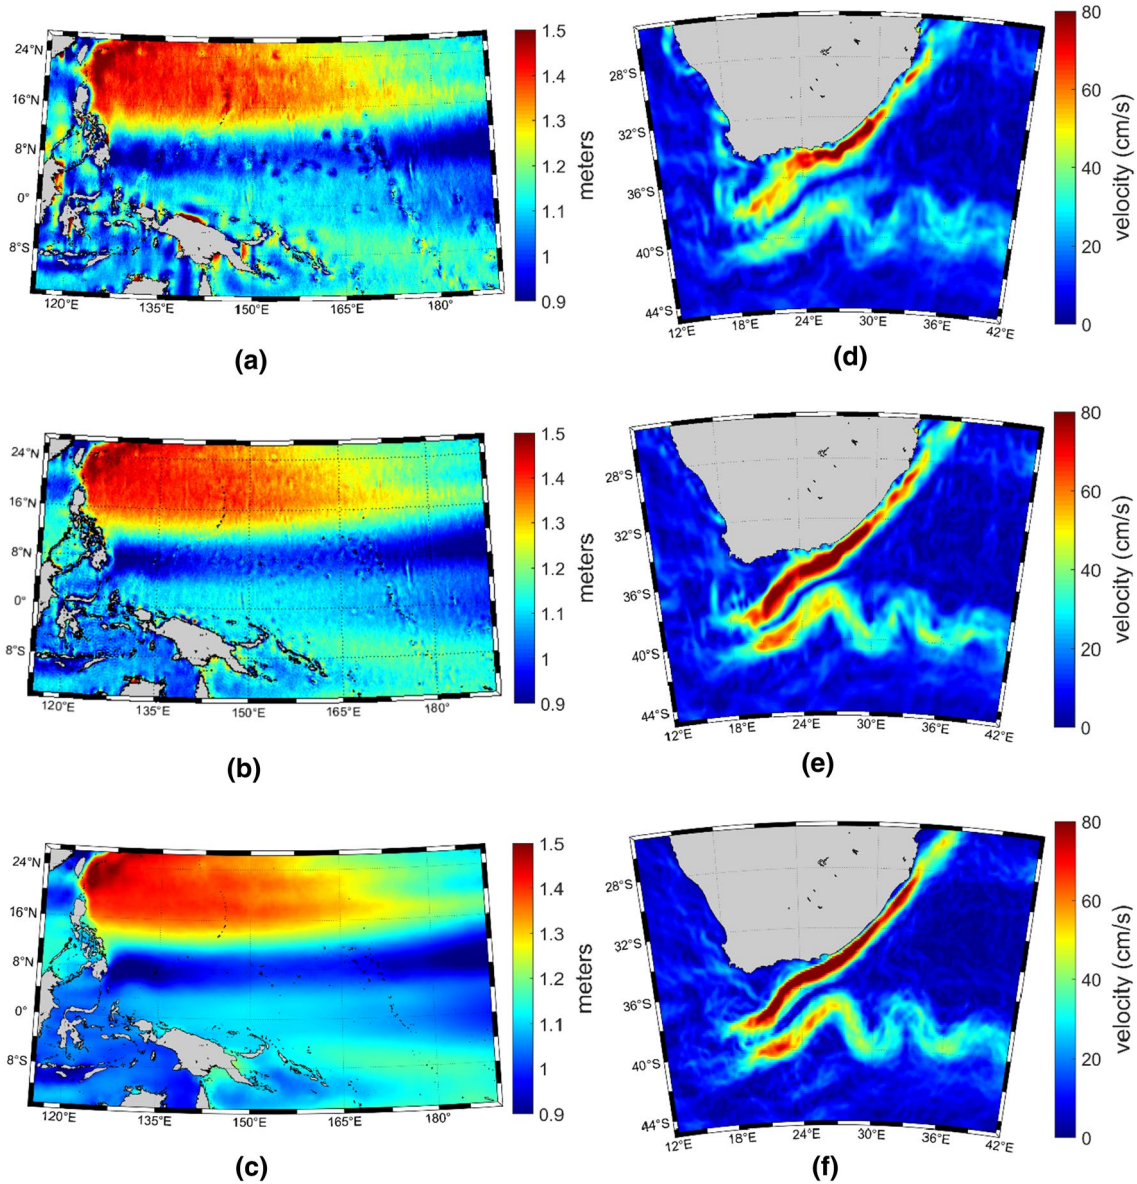 24°N
16°N
8°N
0°
8°S
120°E 135°E 150°E 165°E 180°
1.5
1.4
1.3
1.2
1.1
1
0.9
meters
(a)
28°S
32°S
36°S
40°S
44°S
12°E 18°E 24°E 30°E 36°E 42°E
80
60
40
20
0
velocity (cm/s)
(d)
24°N
16°N
8°N
0°
8°S
120°E 135°E 150°E 165°E 180°
1.5
1.4
1.3
1.2
1.1
1
0.9
meters
(b)
28°S
32°S
36°S
40°S
44°S
12°E 18°E 24°E 30°E 36°E 42°E
80
60
40
20
0
velocity (cm/s)
(e)
24°N
16°N
8°N
0°
8°S
120°E 135°E 150°E 165°E 180°
1.5
1.4
1.3
1.2
1.1
1
0.9
meters
(c)
28°S
32°S
36°S
40°S
44°S
12°E 18°E 24°E 30°E 36°E 42°E
80
60
40
20
0
velocity (cm/s)
(f)